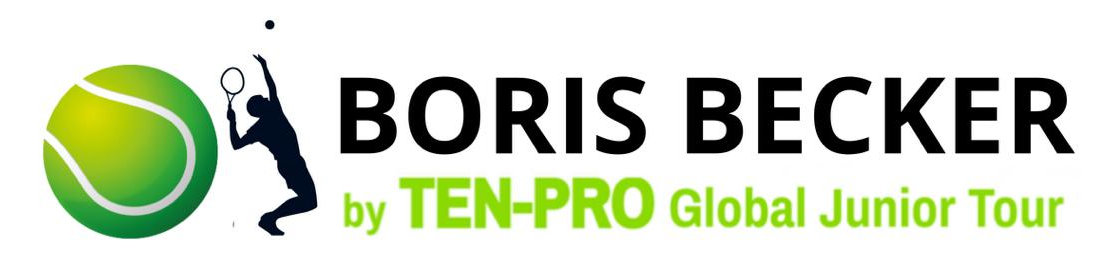 BORIS BECKER
by TEN-PRO Global Junior Tour